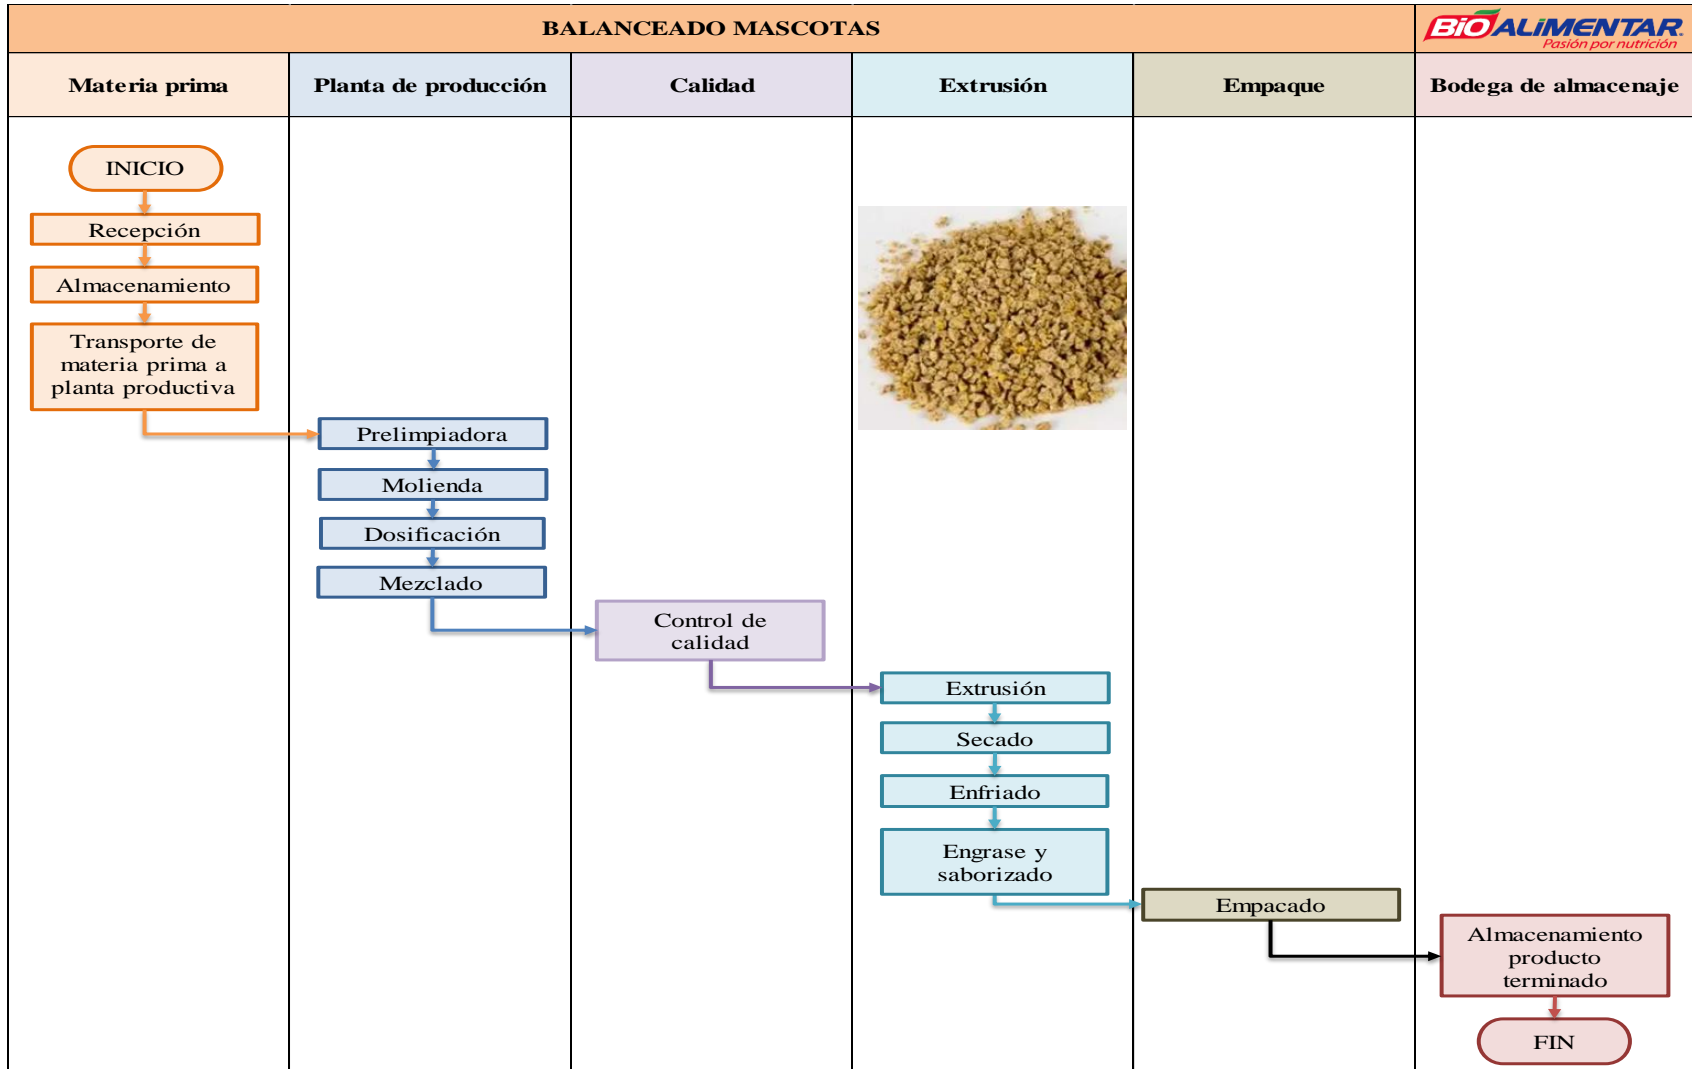 BALANCEADO MASCOTAS
BiOALiMENTAR.
Pasión por nutrición
Materia prima
Planta de producción
Calidad
Extrusión
Empaque
Bodega de almacenaje
INICIO
Recepción
Almacenamiento
Transporte de
materia prima a
planta productiva
Prelimpiadora
Molienda
Dosificación
Mezclado
Control de
calidad
Extrusión
Secado
Enfriado
Engrase y
saborizado
Empacado
Almacenamiento
producto
terminado
FIN